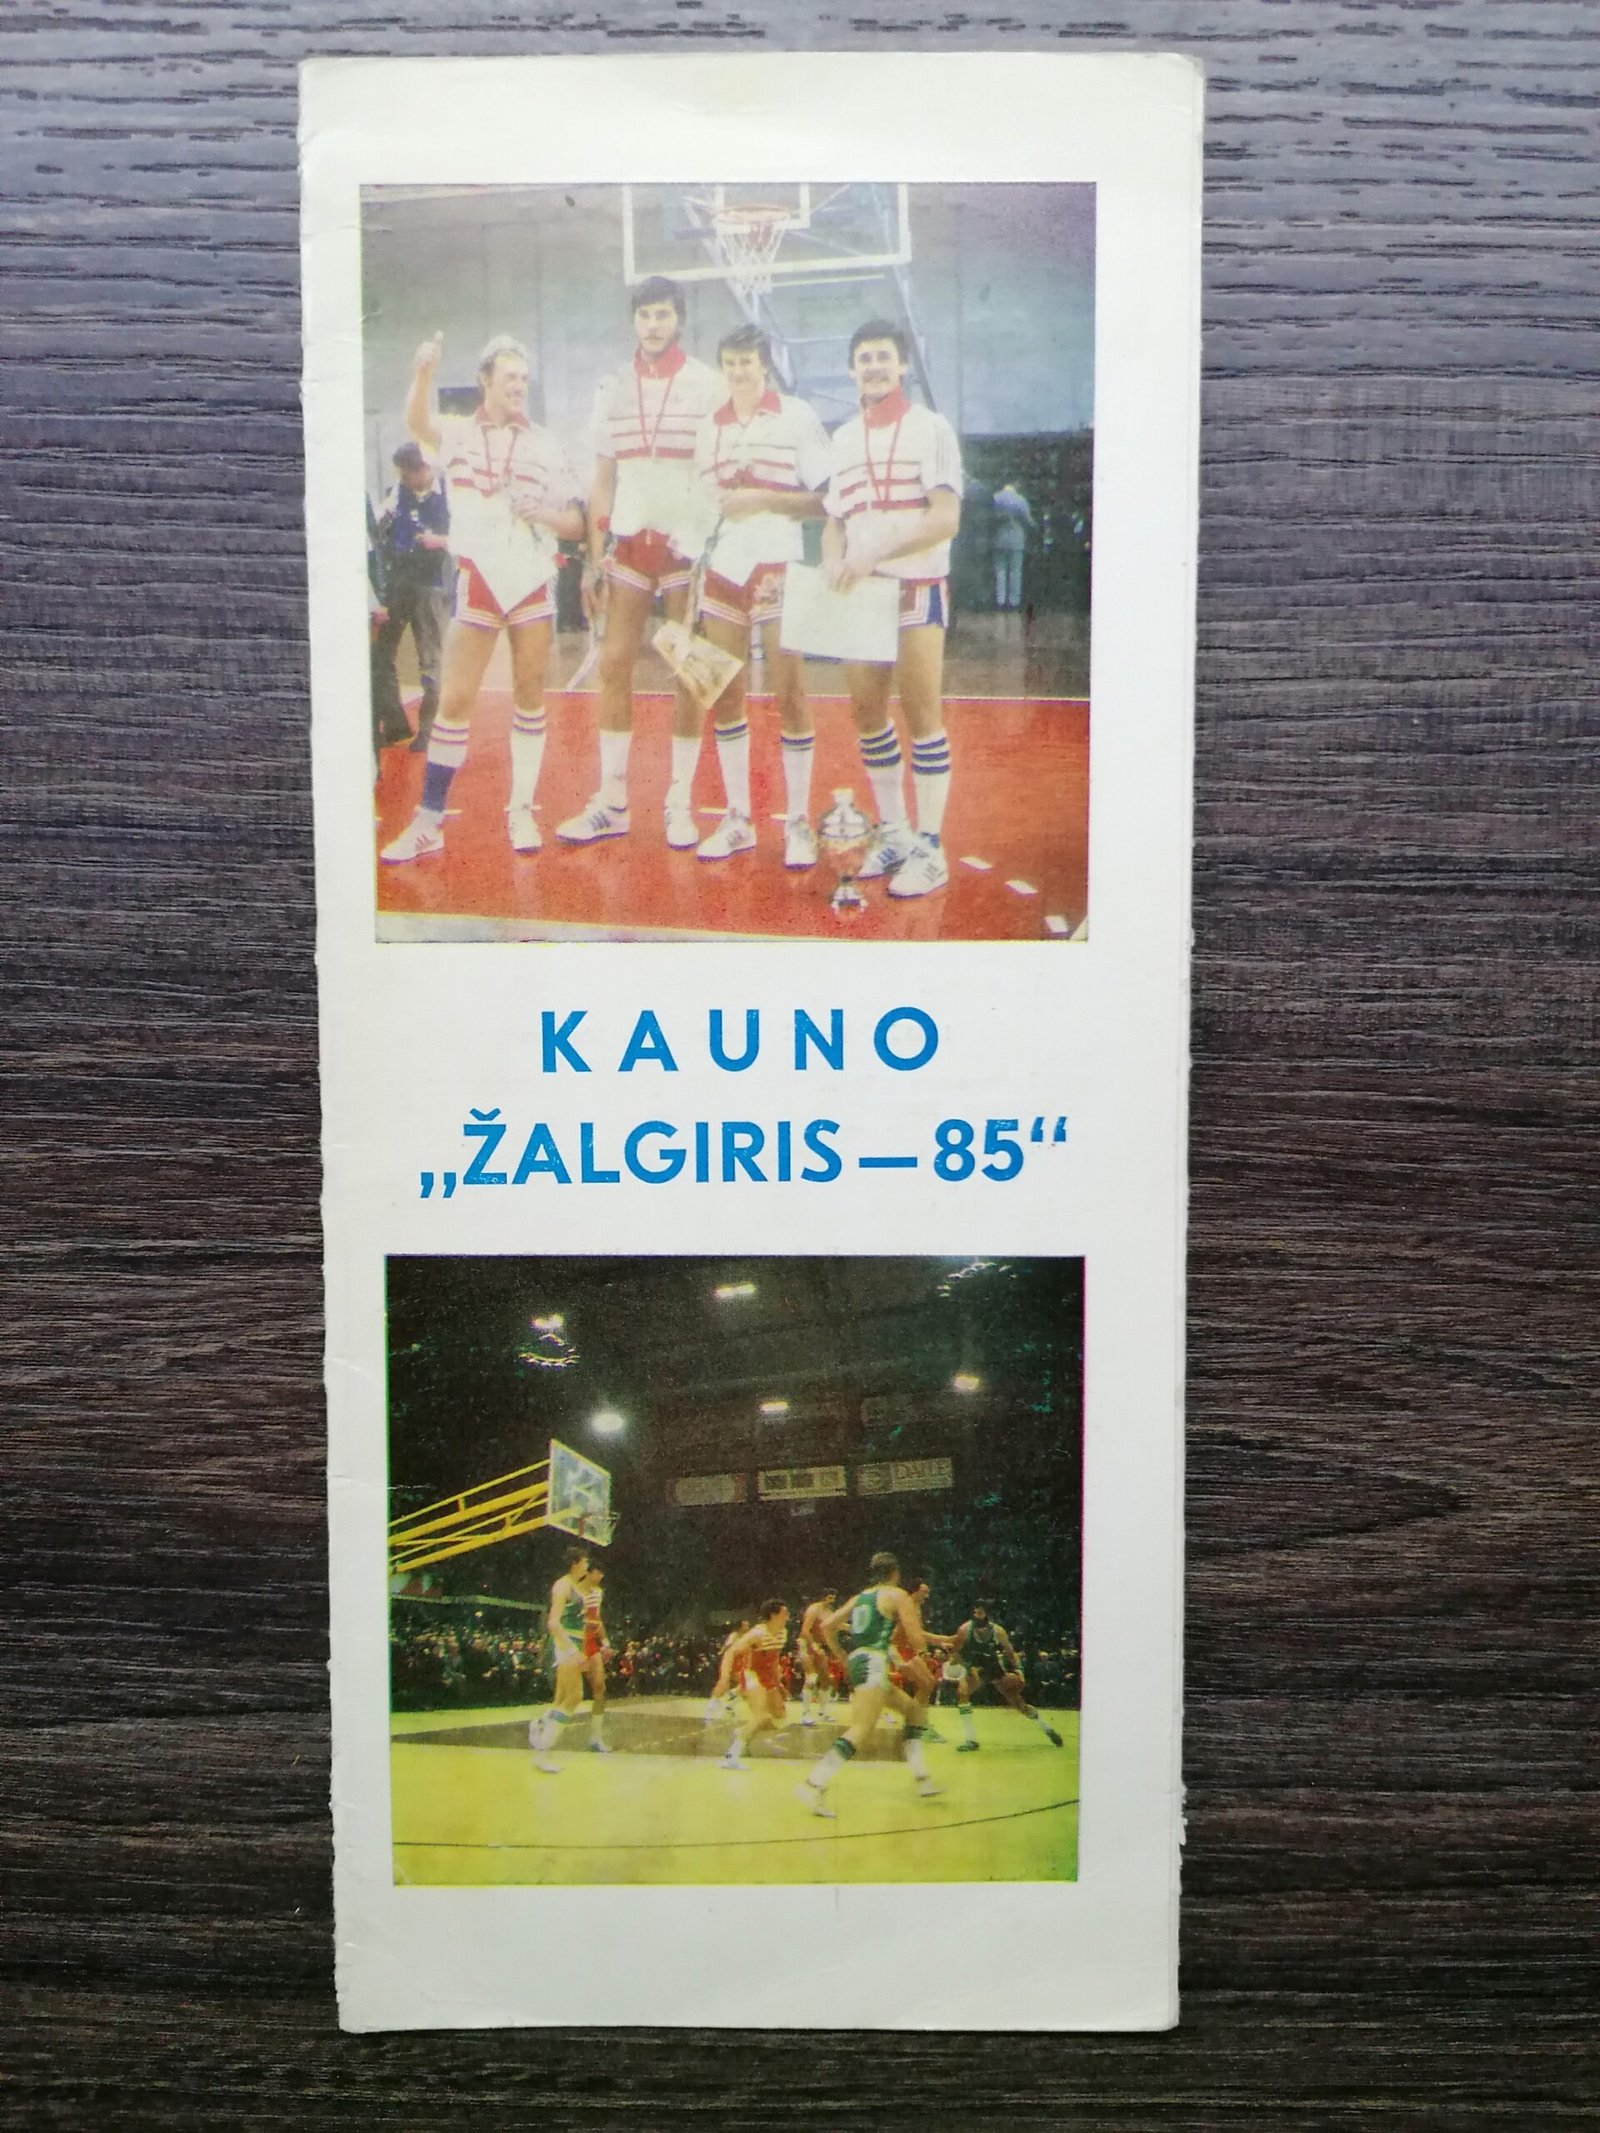 KAUNO
„ŽALGIRIS — 85“